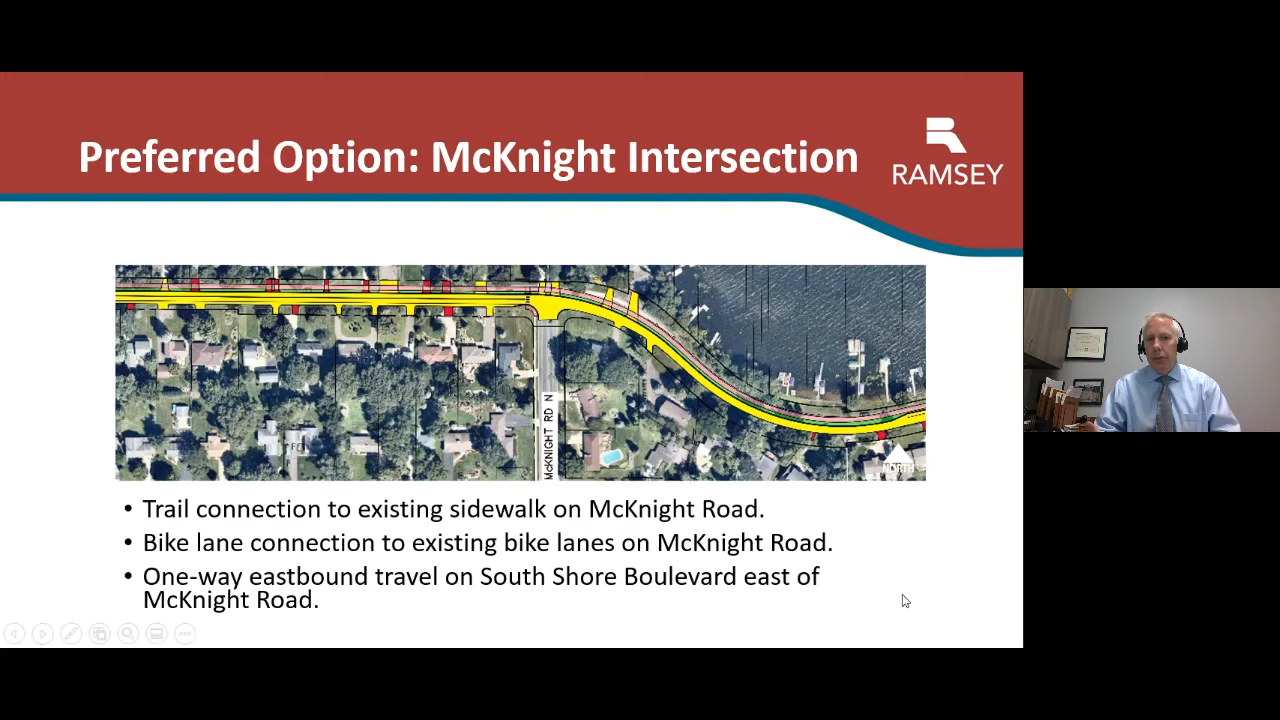 Preferred Option: McKnight Intersection
RAMSEY
McKNIGHT RD N
NORTH
• Trail connection to existing sidewalk on McKnight Road.
• Bike lane connection to existing bike lanes on McKnight Road.
• One-way eastbound travel on South Shore Boulevard east of
McKnight Road.